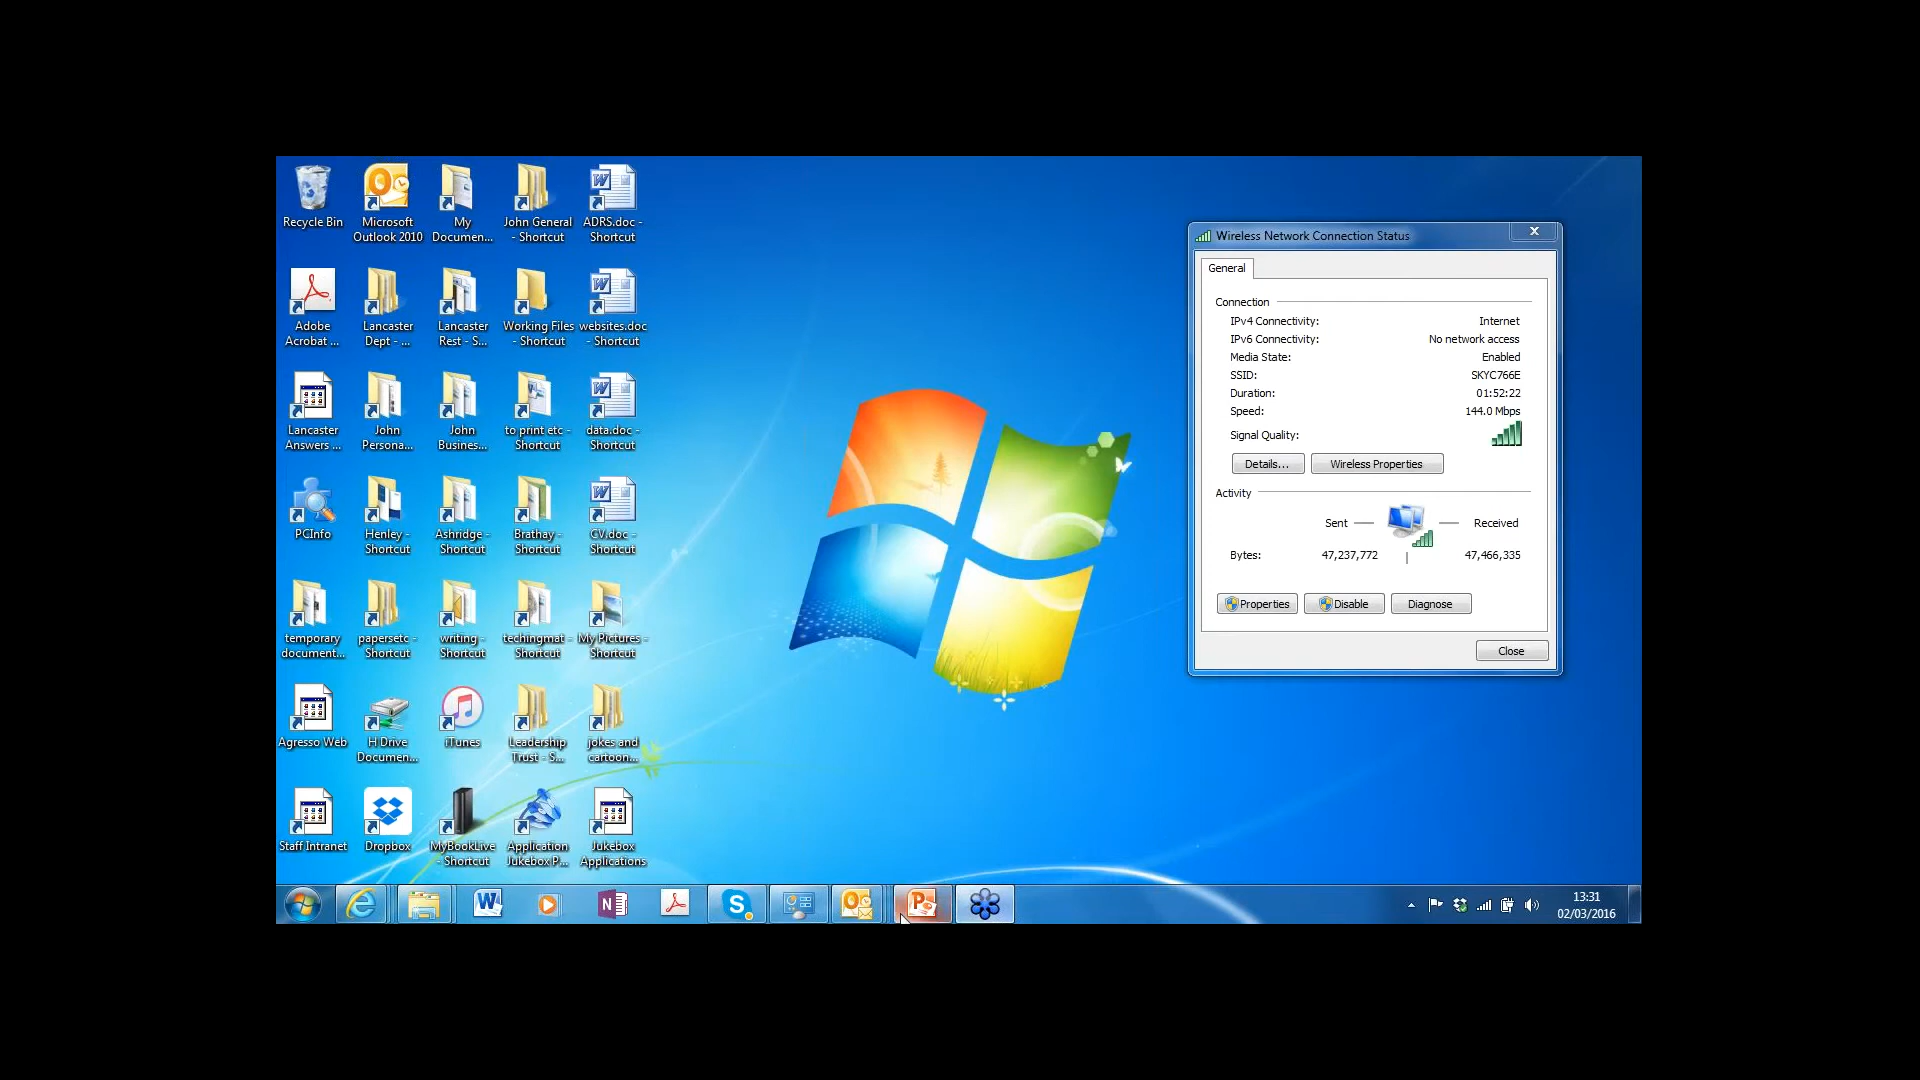 Recycle Bin
Microsoft
Outlook 2010
My
Documen...
John General
- Shortcut
ADRS.doc -
Shortcut
Adobe
Acrobat ...
Lancaster
Dept - ...
Lancaster
Rest - S...
Working Files
- Shortcut
websites.doc
- Shortcut
Lancaster
Answers ...
John
Persona...
John
Busines...
to print etc -
Shortcut
data.doc -
Shortcut
PCInfo
Henley -
Shortcut
Ashridge -
Shortcut
Brathay -
Shortcut
CV.doc -
Shortcut
temporary
document...
papersetc -
Shortcut
writing -
Shortcut
techingmat -
Shortcut
My Pictures -
Shortcut
Agresso Web
H Drive
Documen...
iTunes
Leadership
Trust - S...
jokes and
cartoon...
Staff Intranet
Dropbox
MyBookLive
- Shortcut
Application
Jukebox P...
Jukebox
Applications
Wireless Network Connection Status
General
Connection
IPv4 Connectivity: Internet
IPv6 Connectivity: No network access
Media State: Enabled
SSID: SKYC766E
Duration: 01:52:22
Speed: 144.0 Mbps
Signal Quality:
Details... Wireless Properties
Activity
Sent Received
Bytes: 47,237,772 47,466,335
Properties Disable Diagnose
Close
13:31
02/03/2016